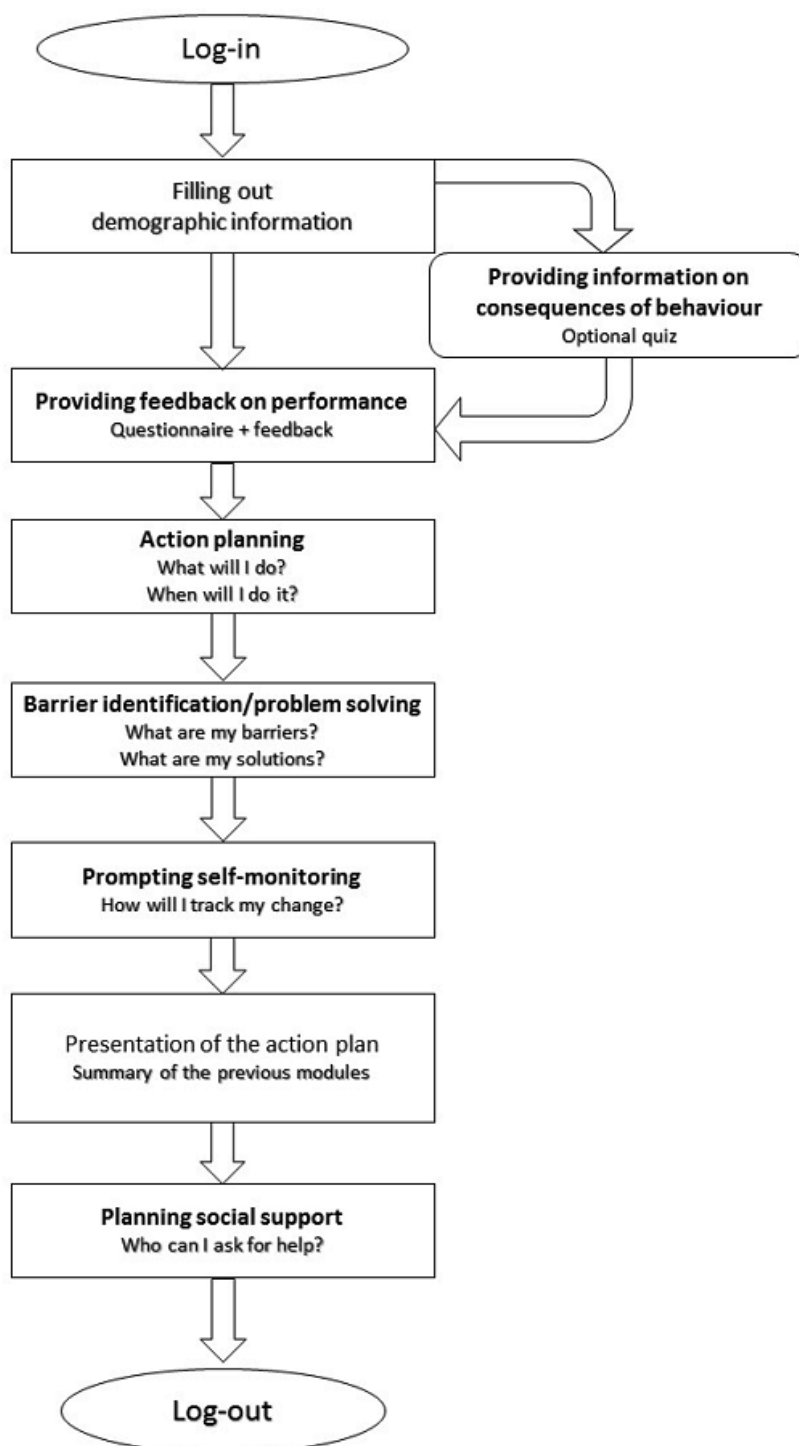 Log-in
Filling out
demographic information
Providing information on
consequences of behaviour
Optional quiz
Providing feedback on performance
Questionnaire + feedback
Action planning
What will I do?
When will I do it?
Barrier identification/problem solving
What are my barriers?
What are my solutions?
Prompting self-monitoring
How will I track my change?
Presentation of the action plan
Summary of the previous modules
Planning social support
Who can I ask for help?
Log-out